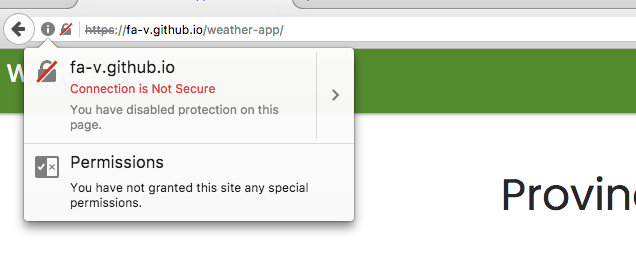 https://fa-v.github.io/weather-app/
W
fa-v.github.io
Connection is Not Secure
You have disabled protection on this
page.
Permissions
You have not granted this site any special
permissions.